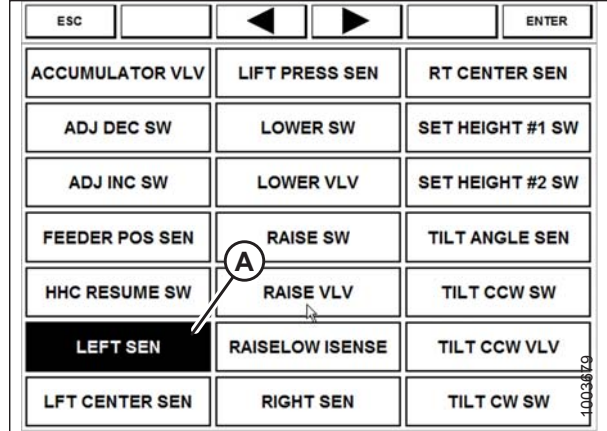 ESC ENTER
ACCUMULATOR VLV LIFT PRESS SEN RT CENTER SEN
ADJ DEC SW LOWER SW SET HEIGHT #1 SW
ADJ INC SW LOWER VLV SET HEIGHT #2 SW
FEEDER POS SEN RAISE SW TILT ANGLE SEN
A
HHC RESUME SW RAISE VLV TILT CCW SW
LEFT SEN RAISELOW ISENSE TILT CCW VLV
LFT CENTER SEN RIGHT SEN TILT CW SW
1003679